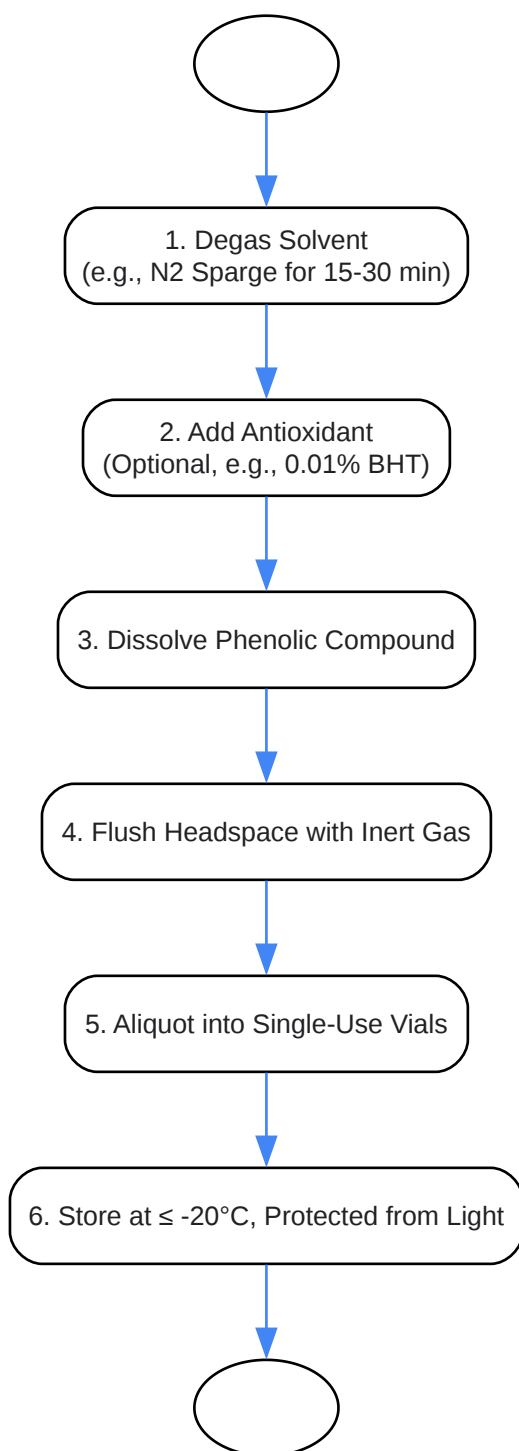 1. Degas Solvent
(e.g., N2 Sparge for 15-30 min)
2. Add Antioxidant
(Optional, e.g., 0.01% BHT)
3. Dissolve Phenolic Compound
4. Flush Headspace with Inert Gas
5. Aliquot into Single-Use Vials
6. Store at ≤ -20°C, Protected from Light